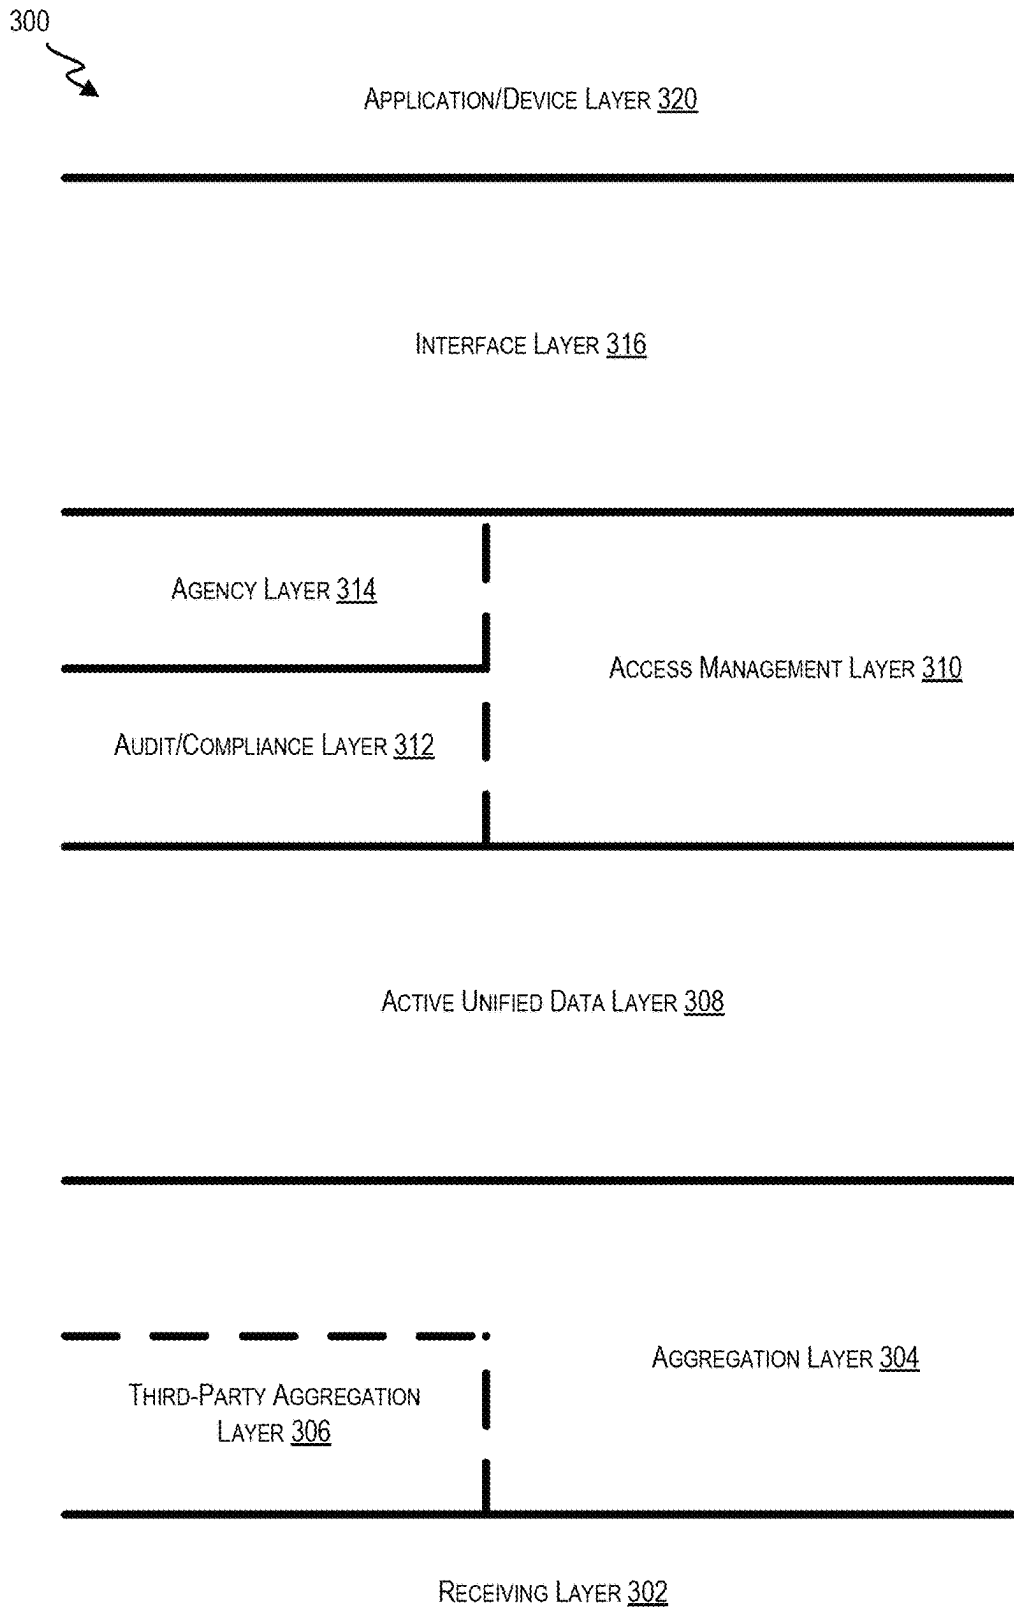 300
APPLICATION/DEVICE LAYER 320
INTERFACE LAYER 316
AGENCY LAYER 314
ACCESS MANAGEMENT LAYER 310
AUDIT/COMPLIANCE LAYER 312
ACTIVE UNIFIED DATA LAYER 308
AGGREGATION LAYER 304
THIRD-PARTY AGGREGATION
LAYER 306
RECEIVING LAYER 302